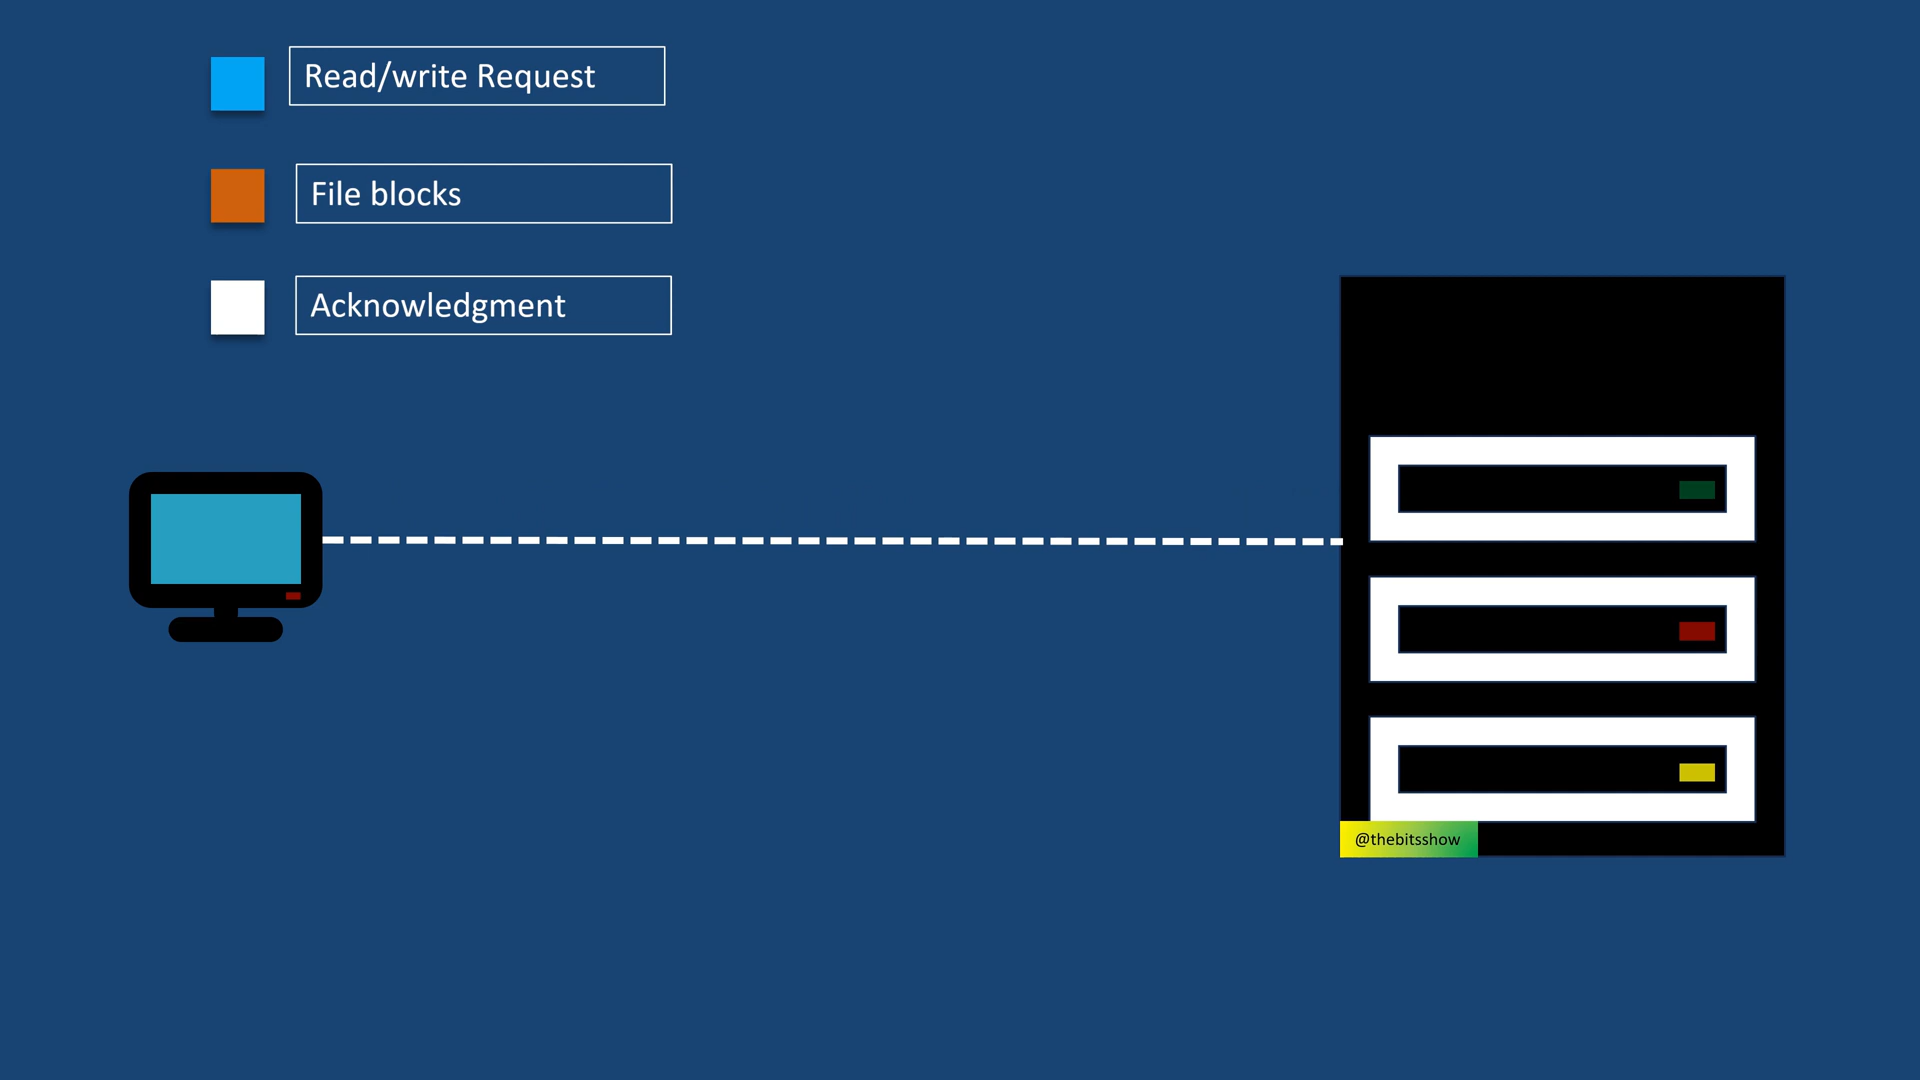 Read/write Request
File blocks
Acknowledgment
@thebitsshow